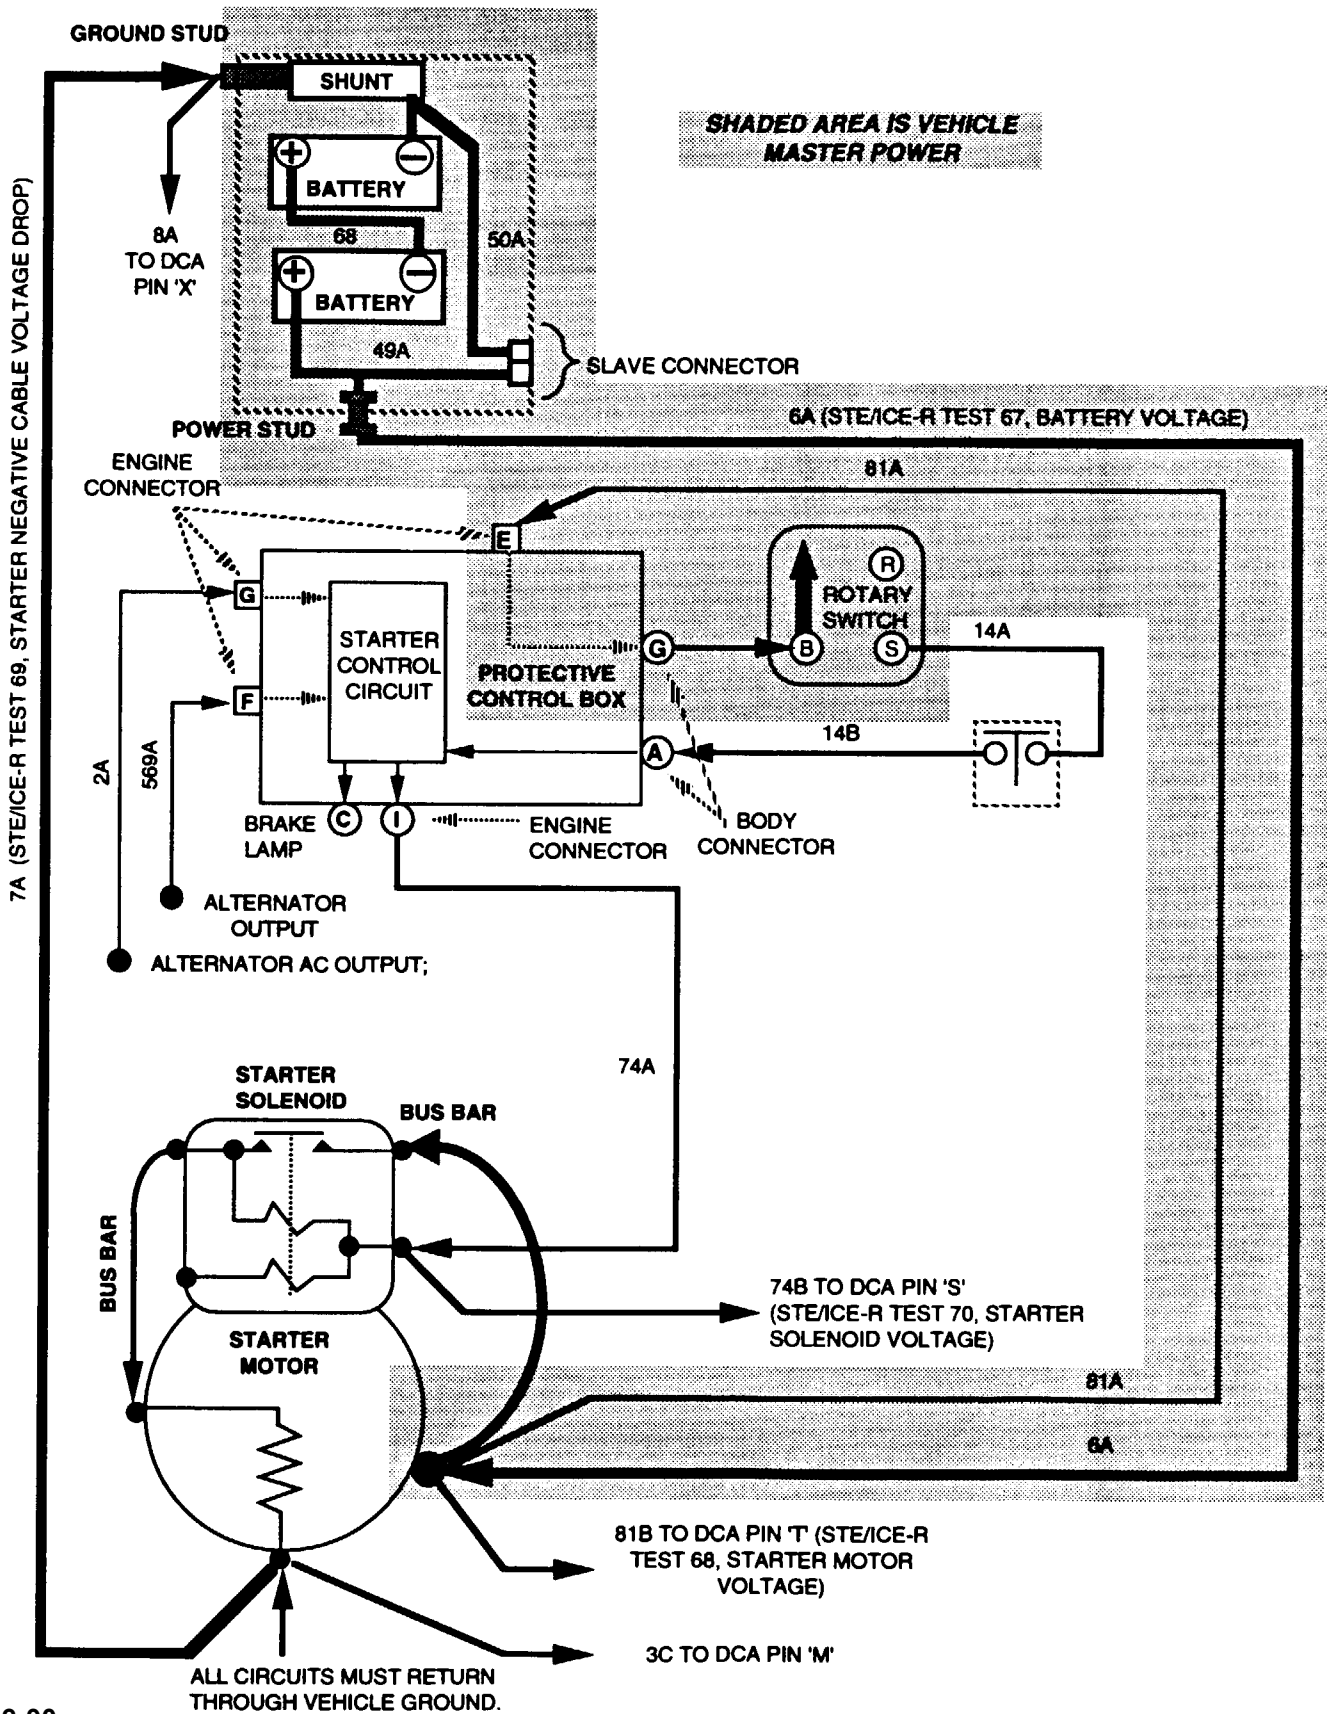 GROUND STUD
SHUNT
SHADED AREA IS VEHICLE
MASTER POWER
+
−
BATTERY
68
50A
8A
TO DCA
PIN 'X'
+
−
BATTERY
49A
SLAVE CONNECTOR
7A (STE/ICE-R TEST 69, STARTER NEGATIVE CABLE VOLTAGE DROP)
6A (STE/ICE-R TEST 67, BATTERY VOLTAGE)
POWER STUD
81A
ENGINE
CONNECTOR
E
R
ROTARY
SWITCH
B
S
14A
G
STARTER
CONTROL
CIRCUIT
G
PROTECTIVE
CONTROL BOX
F
14B
A
2A
569A
BRAKE
LAMP
C
I
ENGINE
CONNECTOR
BODY
CONNECTOR
ALTERNATOR
OUTPUT
ALTERNATOR AC OUTPUT;
74A
STARTER
SOLENOID
BUS BAR
BUS BAR
74B TO DCA PIN 'S'
(STE/ICE-R TEST 70, STARTER
SOLENOID VOLTAGE)
STARTER
MOTOR
81A
6A
81B TO DCA PIN 'T' (STE/ICE-R
TEST 68, STARTER MOTOR
VOLTAGE)
3C TO DCA PIN 'M'
ALL CIRCUITS MUST RETURN
THROUGH VEHICLE GROUND.